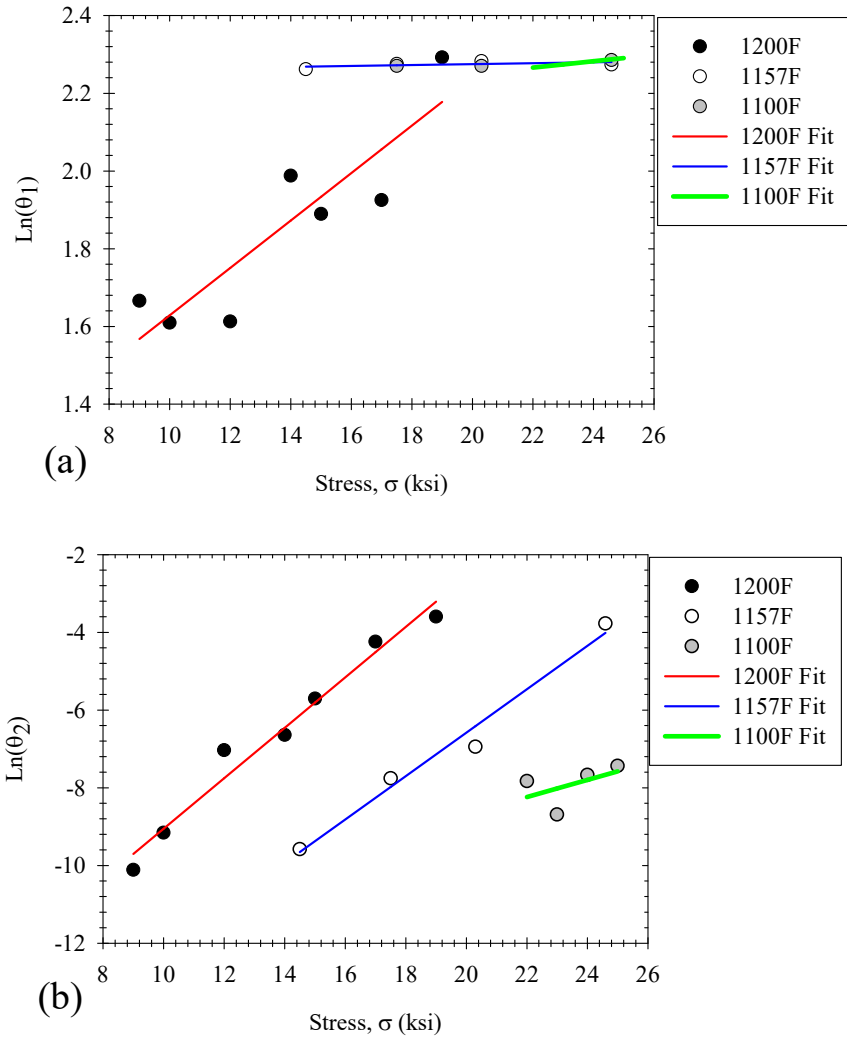 2.4
2.2
2.0
1.8
1.6
1.4
Ln(θ1)
8 10 12 14 16 18 20 22 24 26
Stress, σ (ksi)
(a)
1200F
1157F
1100F
1200F Fit
1157F Fit
1100F Fit
-2
-4
-6
-8
-10
-12
Ln(θ2)
8 10 12 14 16 18 20 22 24 26
Stress, σ (ksi)
(b)
1200F
1157F
1100F
1200F Fit
1157F Fit
1100F Fit